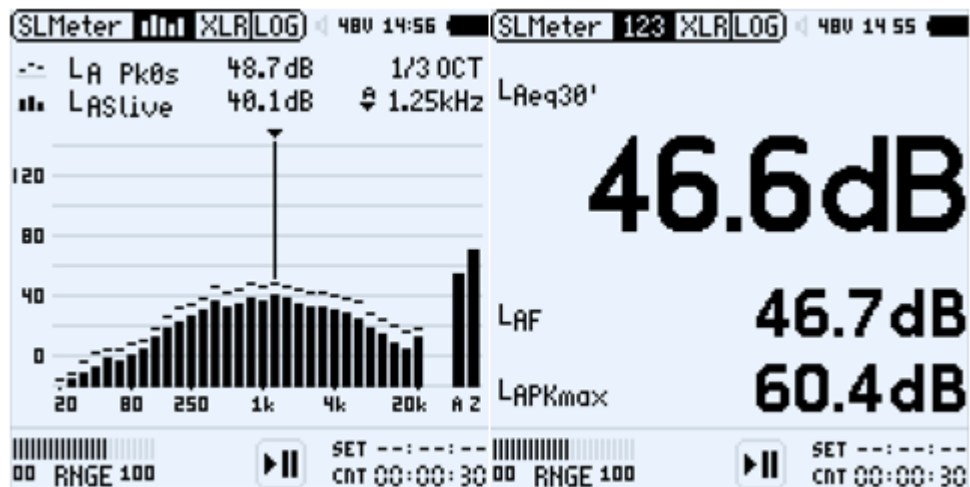 SLMeter XLR LOG 48V 14:56
LA Pk0s 48.7dB 1/3 OCT
LASlive 40.1dB 1.25kHz
120
80
40
0
20 80 250 1k 4k 20k A Z
SET --:--:--
00 RNGE 100 CNT 00:00:30
SLMeter 123 XLR LOG 48V 14 55
LAeq30'
46.6dB
LAF 46.7dB
LAPKmax 60.4dB
SET --:--:--
00 RNGE 100 CNT 00:00:30